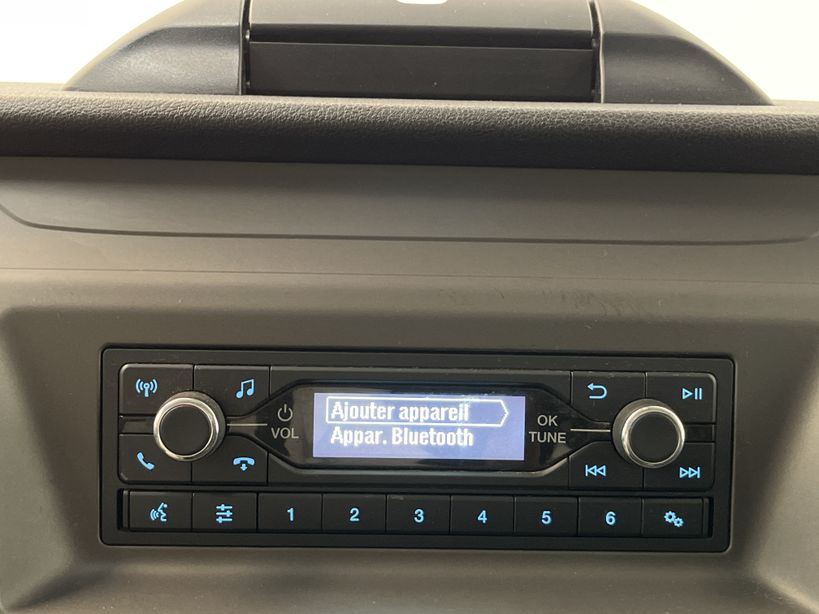 Ajouter appareil
Appar. Bluetooth
VOL
OK
TUNE
1 2 3 4 5 6